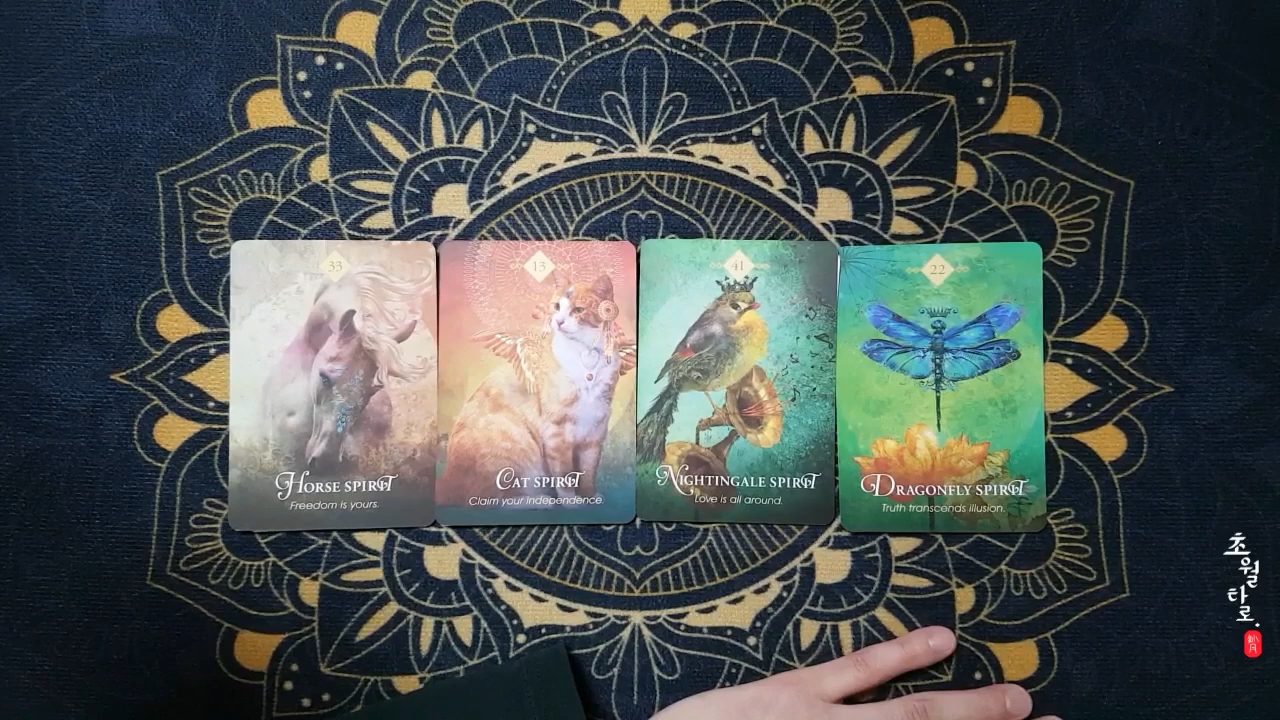 33
HORSE SPIRIT
Freedom is yours.
13
CAT SPIRIT
Claim your independence.
41
NIGHTINGALE SPIRIT
Love is all around.
22
DRAGONFLY SPIRIT
Truth transcends illusion.
초월
타로.